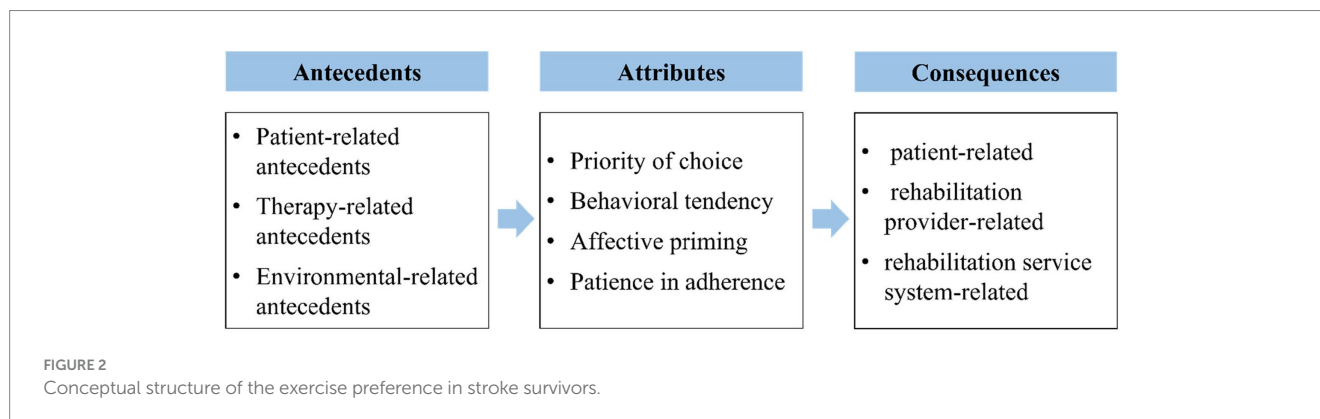 Antecedents
• Patient-related
antecedents
• Therapy-related
antecedents
• Environmental-related
antecedents
Attributes
• Priority of choice
• Behavioral tendency
• Affective priming
• Patience in adherence
Consequences
• patient-related
• rehabilitation
provider-related
• rehabilitation service
system-related
FIGURE 2
Conceptual structure of the exercise preference in stroke survivors.